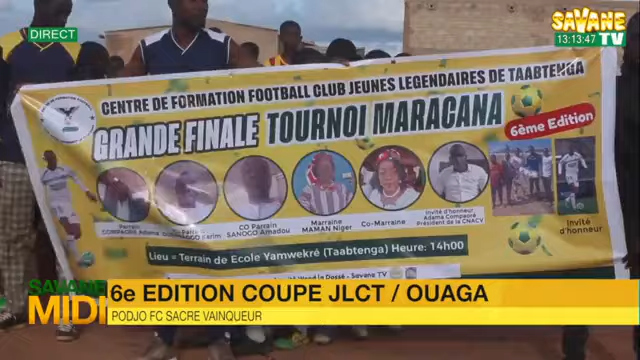 DIRECT
SAVANE TV
13:13:47
CENTRE DE FORMATION FOOTBALL CLUB JEUNES LEGENDAIRES DE TAABTENGA
GRANDE FINALE TOURNOI MARACANA
6ème Edition
Parrain
COMPAORE Adama
CO Parrain
SANOGO Amadou
Marraine
MAMAN Niger
Co-Marraine
Invité d'honneur
Adama Compaoré
Président de la CNACV
Invité
d'honneur
Lieu = Terrain de Ecole Yamwekré (Taabtenga) Heure: 14h00
Savane TV
SAVANE
MIDI
6e EDITION COUPE JLCT / OUAGA
PODJO FC SACRE VAINQUEUR